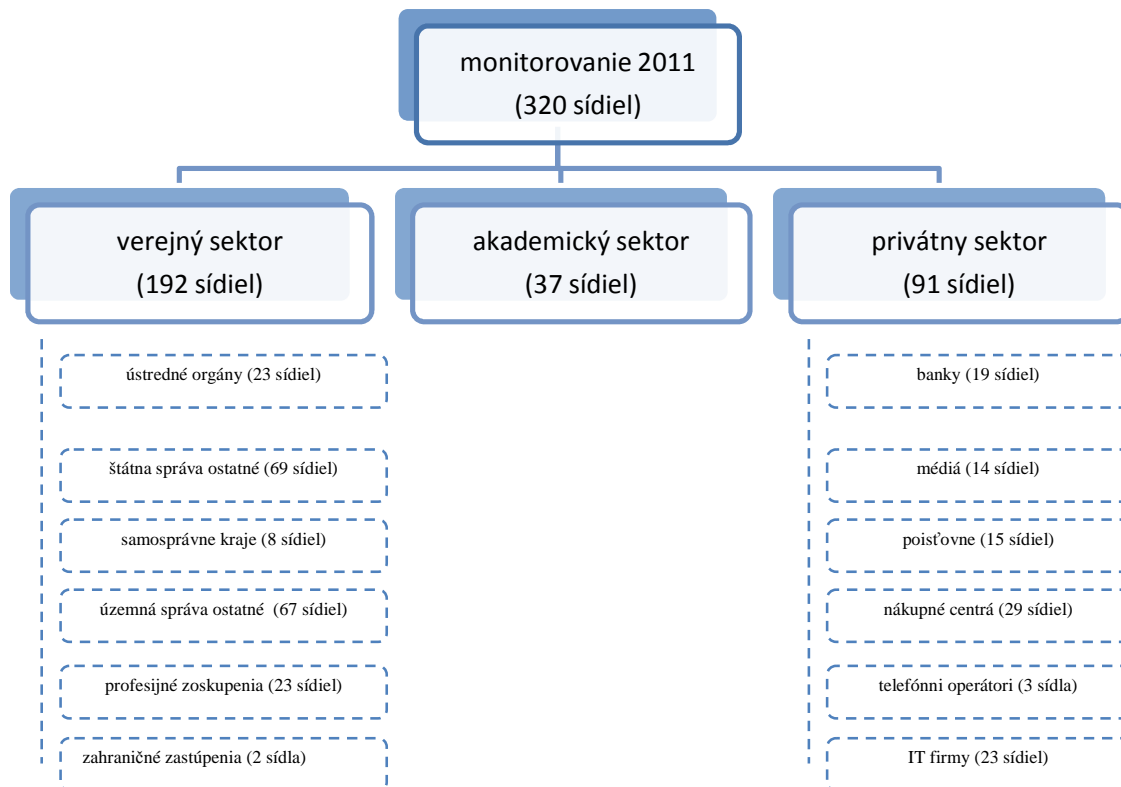 monitorovanie 2011
(320 sídiel)
verejný sektor
(192 sídiel)
akademický sektor
(37 sídiel)
privátny sektor
(91 sídiel)
ústredné orgány (23 sídiel)
štátna správa ostatné (69 sídiel)
samosprávne kraje (8 sídiel)
územná správa ostatné  (67 sídiel)
profesijné zoskupenia (23 sídiel)
zahraničné zastúpenia (2 sídla)
banky (19 sídiel)
médiá (14 sídiel)
poisťovne (15 sídiel)
nákupné centrá (29 sídiel)
telefónni operátori (3 sídla)
IT firmy (23 sídiel)